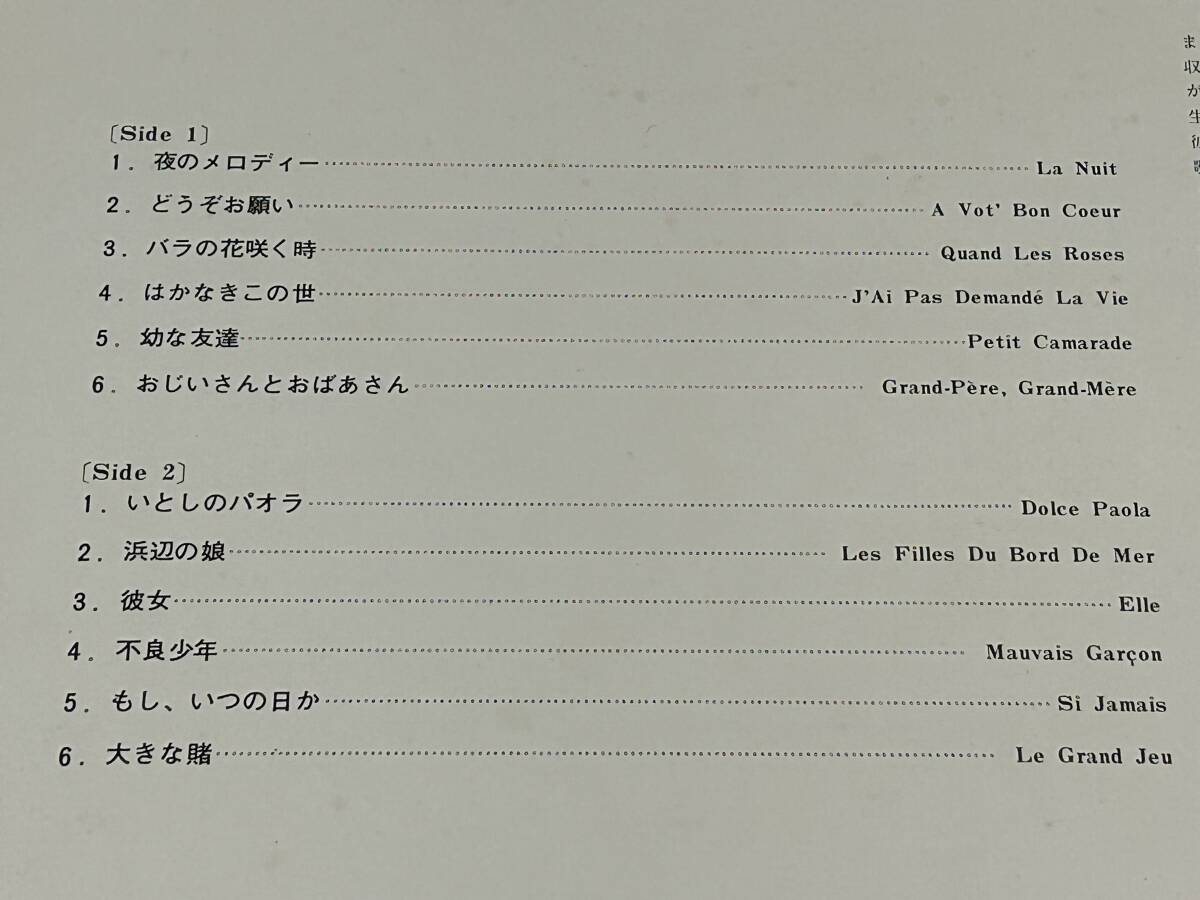 〔Side 1〕
1. 夜のメロディー…………La Nuit
2. どうぞお願い…………A Vot' Bon Coeur
3. バラの花咲く時…………Quand Les Roses
4. はかなきこの世…………J'Ai Pas Demandé La Vie
5. 幼な友達…………Petit Camarade
6. おじいさんとおばあさん…………Grand-Père, Grand-Mère
〔Side 2〕
1. いとしのパオラ…………Dolce Paola
2. 浜辺の娘…………Les Filles Du Bord De Mer
3. 彼女…………Elle
4. 不良少年…………Mauvais Garçon
5. もし、いつの日か…………Si Jamais
6. 大きな賭…………Le Grand Jeu
ま
収
が
生